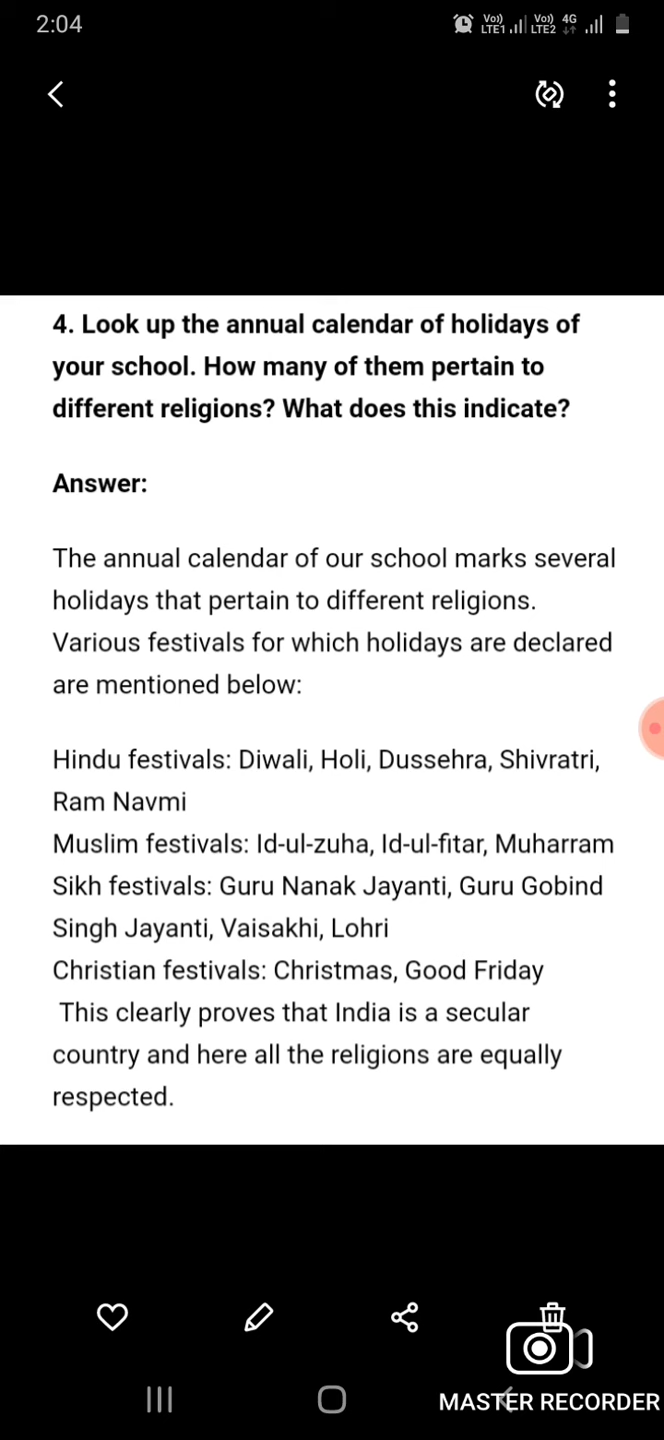 2:04
Vo)) LTE1 Vo)) LTE2 4G
4. Look up the annual calendar of holidays of
your school. How many of them pertain to
different religions? What does this indicate?
Answer:
The annual calendar of our school marks several
holidays that pertain to different religions.
Various festivals for which holidays are declared
are mentioned below:
Hindu festivals: Diwali, Holi, Dussehra, Shivratri,
Ram Navmi
Muslim festivals: Id-ul-zuha, Id-ul-fitar, Muharram
Sikh festivals: Guru Nanak Jayanti, Guru Gobind
Singh Jayanti, Vaisakhi, Lohri
Christian festivals: Christmas, Good Friday
This clearly proves that India is a secular
country and here all the religions are equally
respected.
MASTER RECORDER